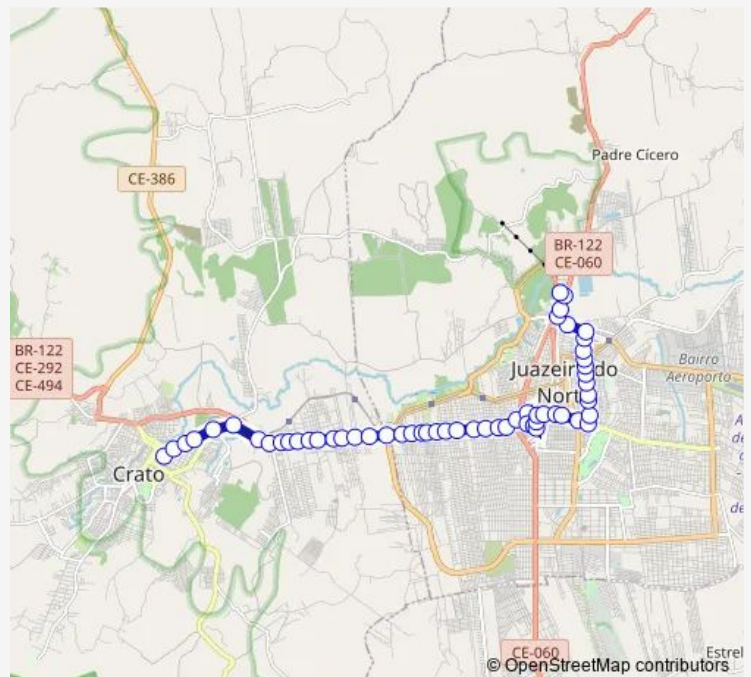 Padre Cícero
CE-386
BR-122
CE-060
BR-122
CE-292
CE-494
Bairro
Aeroporto
Juazeiro do
Nort
Crato
CE-060
Estrel
© OpenStreetMap contributors